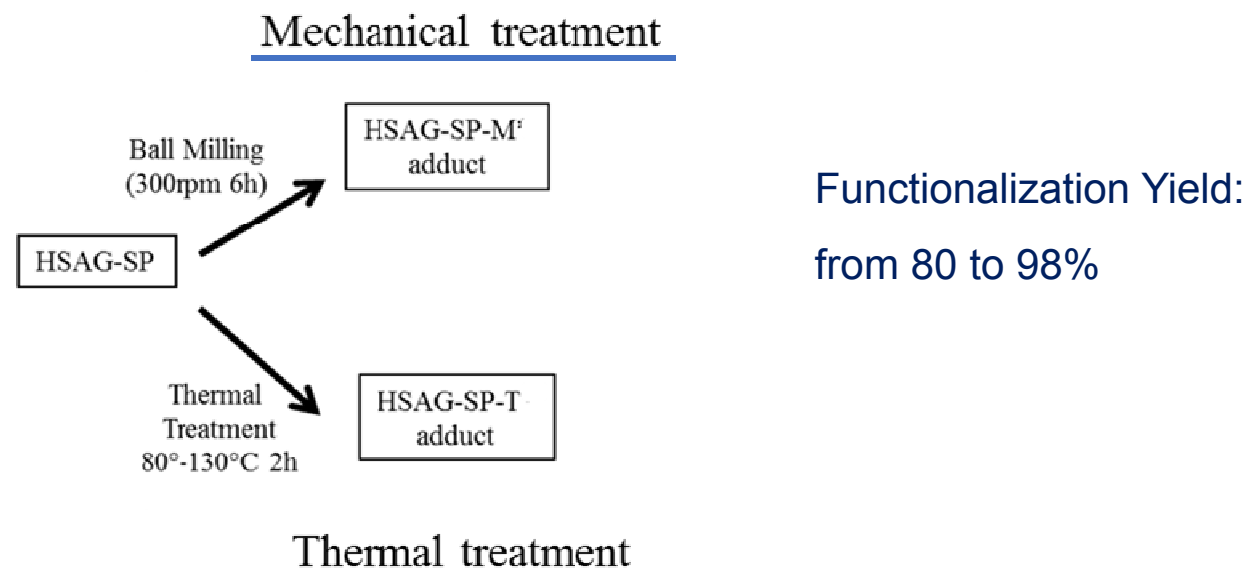 Mechanical treatment
Ball Milling
(300rpm 6h)
HSAG-SP-M
adduct
HSAG-SP
Functionalization Yield:
from 80 to 98%
Thermal
Treatment
80°-130°C 2h
HSAG-SP-T
adduct
Thermal treatment